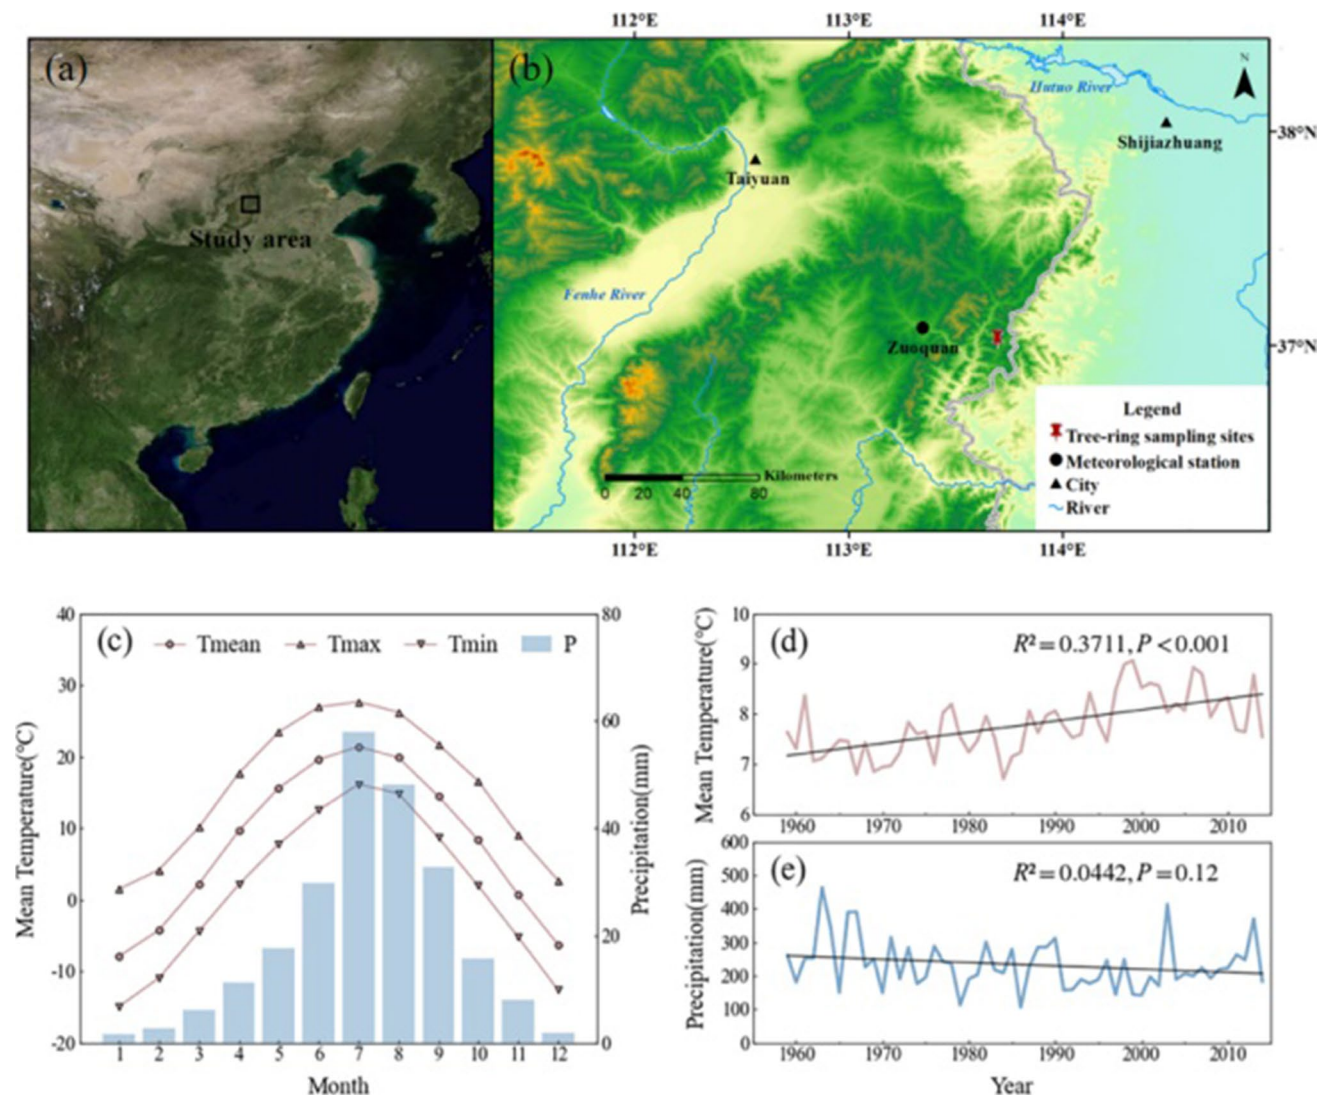 112°E 113°E 114°E
(a)
Study area
(b)
N
Hutuo River
Shijiazhuang
38°N
Taiyuan
Fenhe River
Zuoquan
37°N
Legend
Tree-ring sampling sites
Meteorological station
City
River
Kilometers
0 20 40 80
112°E 113°E 114°E
(c) Tmean Tmax Tmin P
Mean Temperature(°C)
40
30
20
10
0
-10
-20
Precipitation(mm)
80
60
40
20
0
1 2 3 4 5 6 7 8 9 10 11 12
Month
(d) R²=0.3711, P<0.001
Mean Temperature(°C)
10
9
8
7
6
1960 1970 1980 1990 2000 2010
(e) R²=0.0442, P=0.12
Precipitation(mm)
600
500
400
300
200
100
0
1960 1970 1980 1990 2000 2010
Year